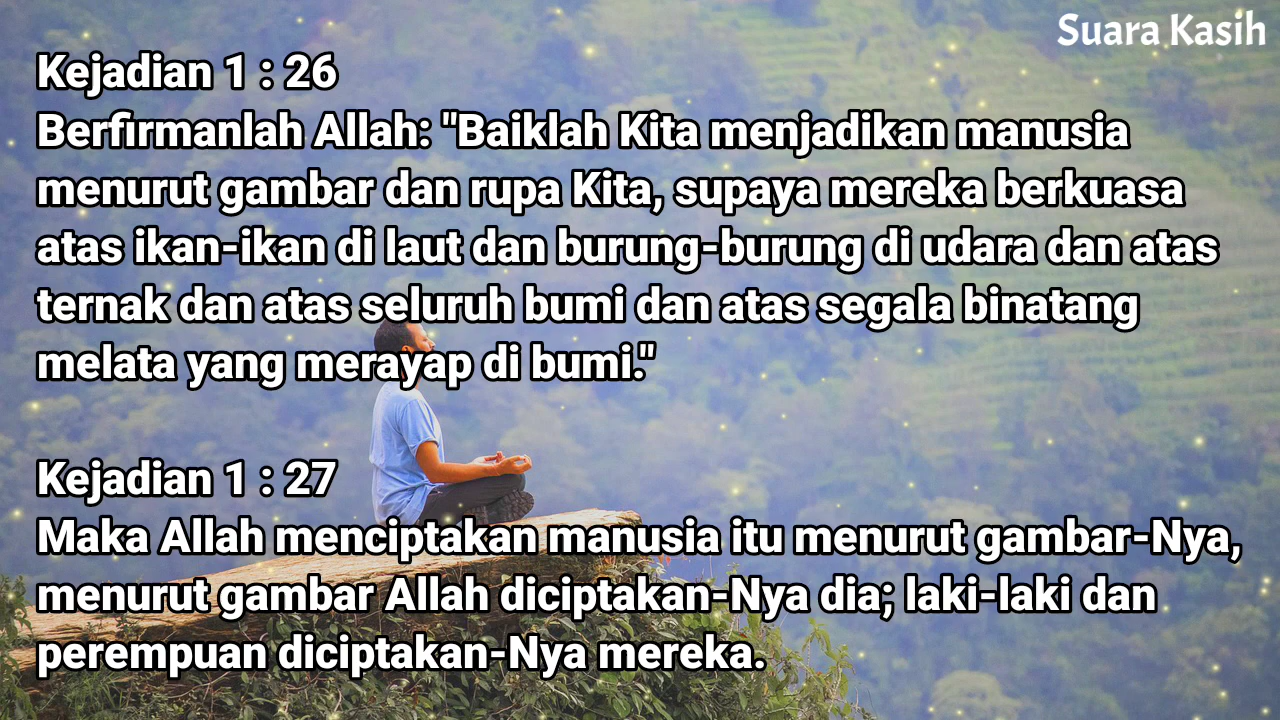 Suara Kasih
Kejadian 1 : 26
Berfirmanlah Allah: "Baiklah Kita menjadikan manusia
menurut gambar dan rupa Kita, supaya mereka berkuasa
atas ikan-ikan di laut dan burung-burung di udara dan atas
ternak dan atas seluruh bumi dan atas segala binatang
melata yang merayap di bumi."
Kejadian 1 : 27
Maka Allah menciptakan manusia itu menurut gambar-Nya,
menurut gambar Allah diciptakan-Nya dia; laki-laki dan
perempuan diciptakan-Nya mereka.